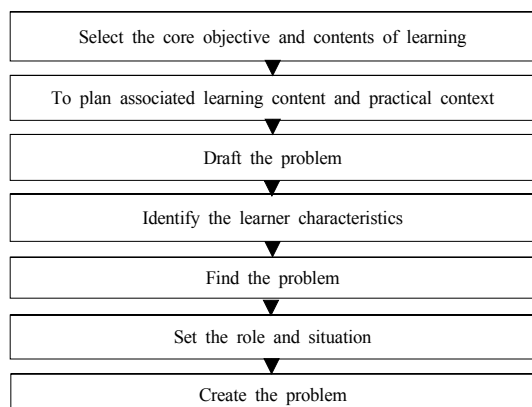 Select the core objective and contents of learning
To plan associated learning content and practical context
Draft the problem
Identify the learner characteristics
Find the problem
Set the role and situation
Create the problem